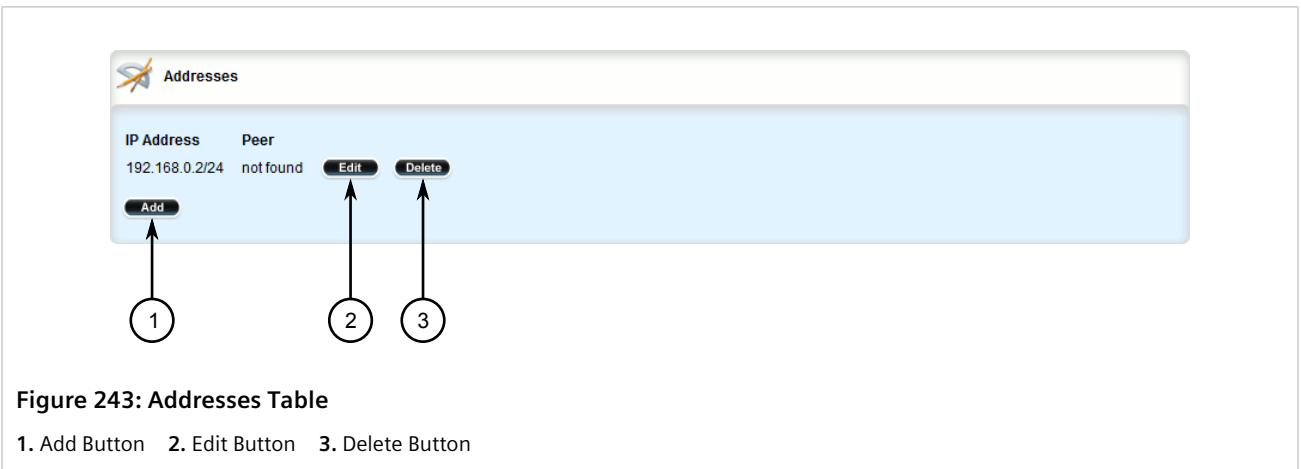 Addresses
IP Address Peer
192.168.0.2/24 not found Edit Delete
Add
1 2 3
Figure 243: Addresses Table
1. Add Button 2. Edit Button 3. Delete Button